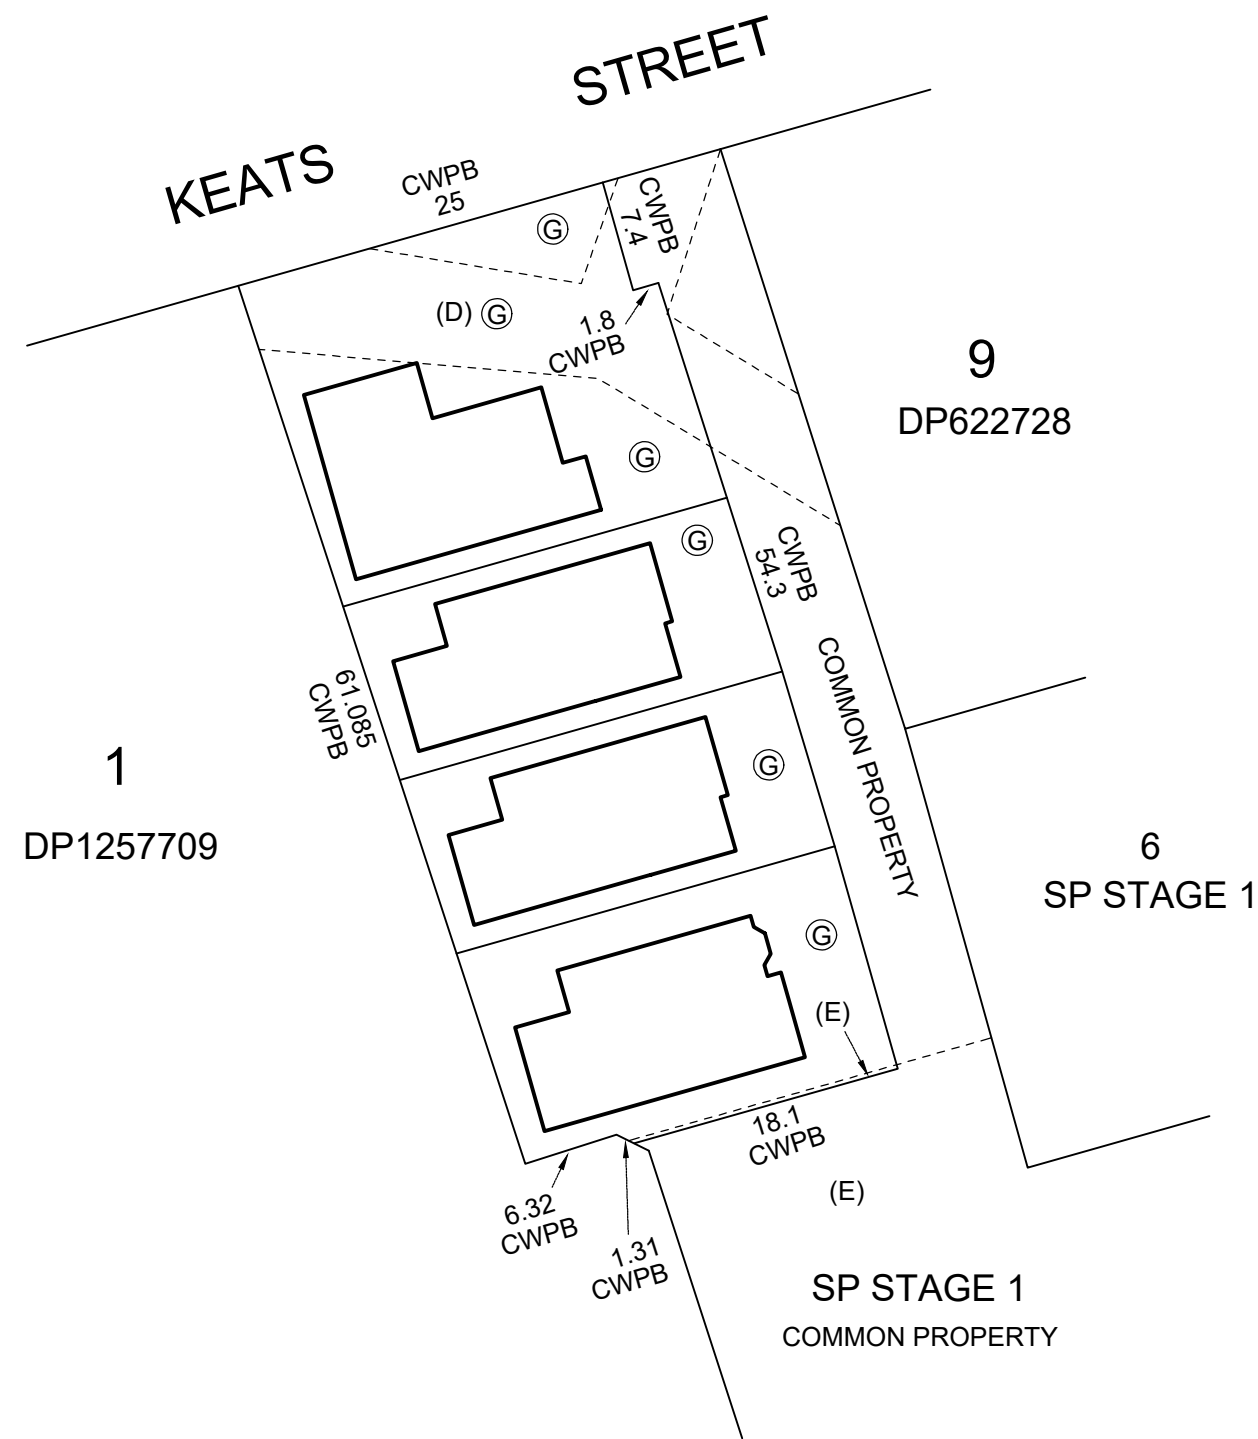 KEATS STREET
CWPB
25
G
CWPB
7.4
(D) G
1.8
CWPB
9
DP622728
G
G
CWPB
54.3
COMMON PROPERTY
61.085
CWPB
1
DP1257709
G
6
SP STAGE 1
G
(E)
18.1
CWPB
6.32
CWPB
1.31
CWPB
(E)
SP STAGE 1
COMMON PROPERTY